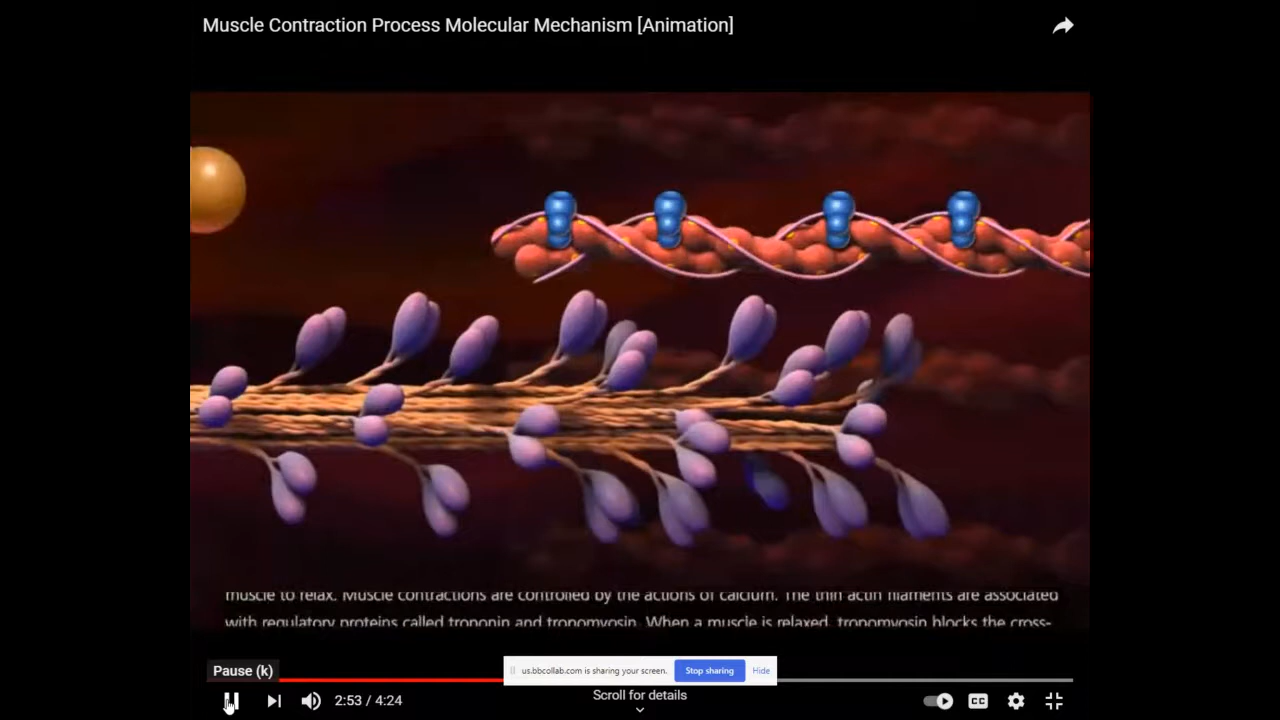 Muscle Contraction Process Molecular Mechanism [Animation]
muscle to relax. Muscle contractions are controlled by the actions of calcium. The thin actin filaments are associated
with regulatory proteins called troponin and tropomyosin. When a muscle is relaxed, tropomyosin blocks the cross-
Pause (k)
us.bbcollab.com is sharing your screen. Stop sharing Hide
2:53 / 4:24
Scroll for details
CC